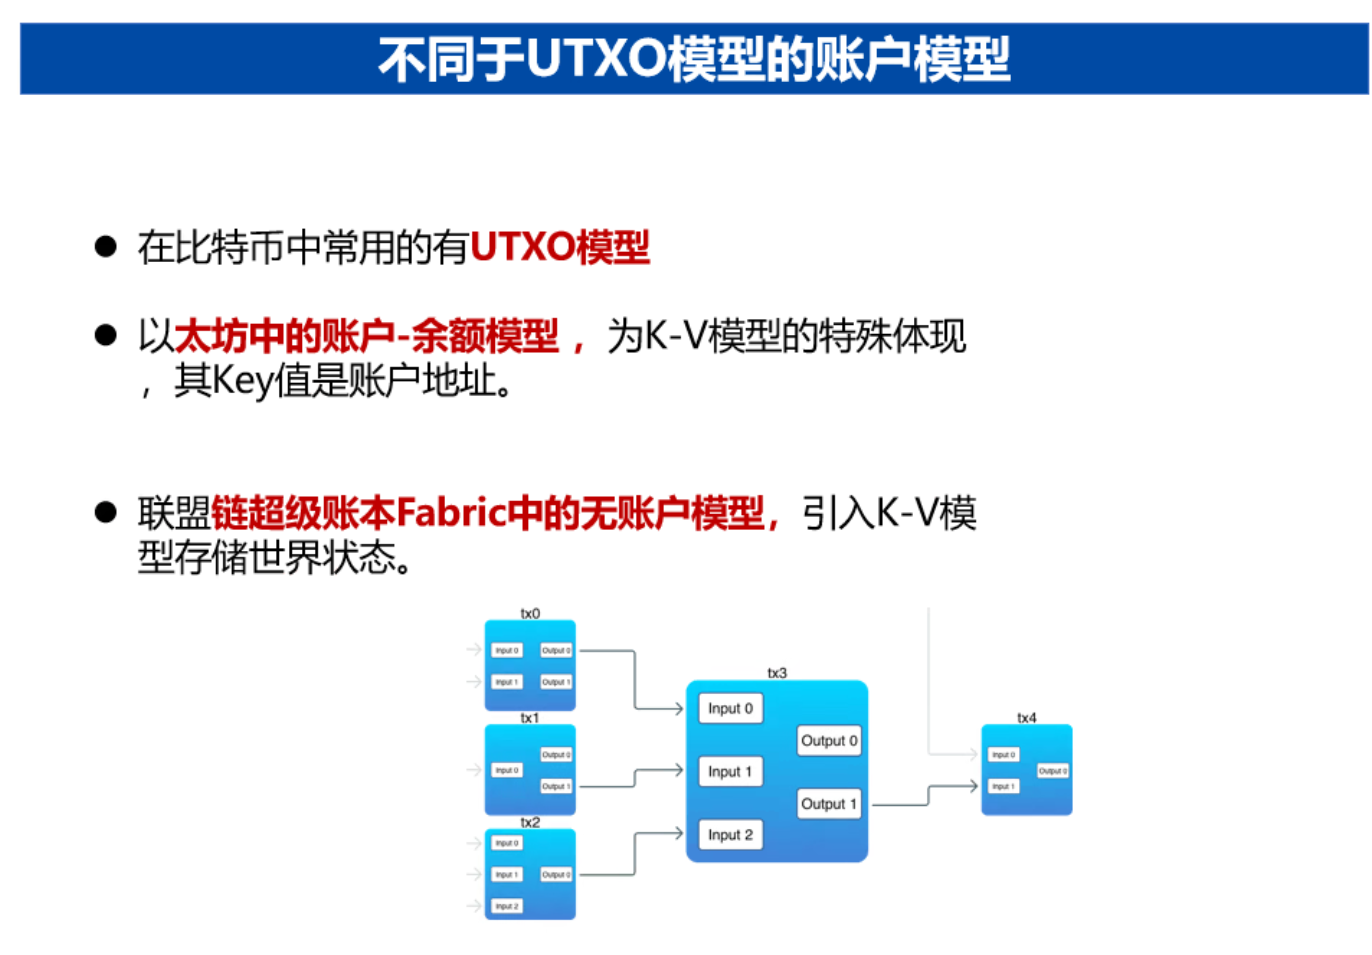 不同于UTXO模型的账户模型
● 在比特币中常用的有UTXO模型
● 以太坊中的账户-余额模型 ，为K-V模型的特殊体现
，其Key值是账户地址。
● 联盟链超级账本Fabric中的无账户模型，引入K-V模
型存储世界状态。
tx0
Input 0 Output 0
Input 1 Output 1
tx1
Output 0
Input 0
Output 1
tx2
Input 0
Input 1 Output 0
Input 2
tx3
Input 0
Output 0
Input 1
Output 1
Input 2
tx4
Input 0
Output 0
Input 1